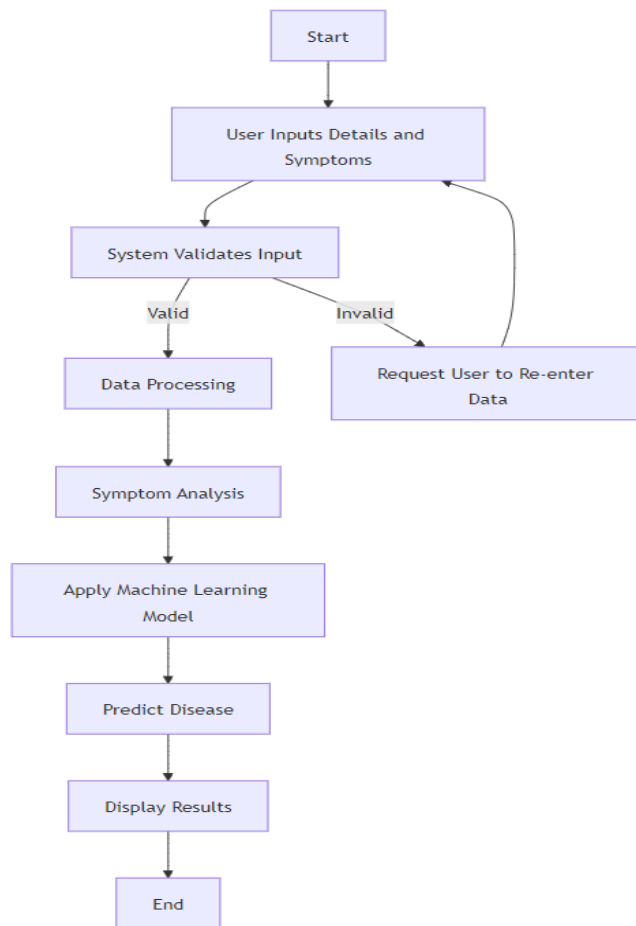 Start
User Inputs Details and
Symptoms
System Validates Input
Valid
Invalid
Data Processing
Request User to Re-enter
Data
Symptom Analysis
Apply Machine Learning
Model
Predict Disease
Display Results
End